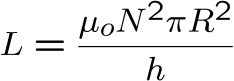 L = \frac{\mu_o N^2 \pi R^2}{h}